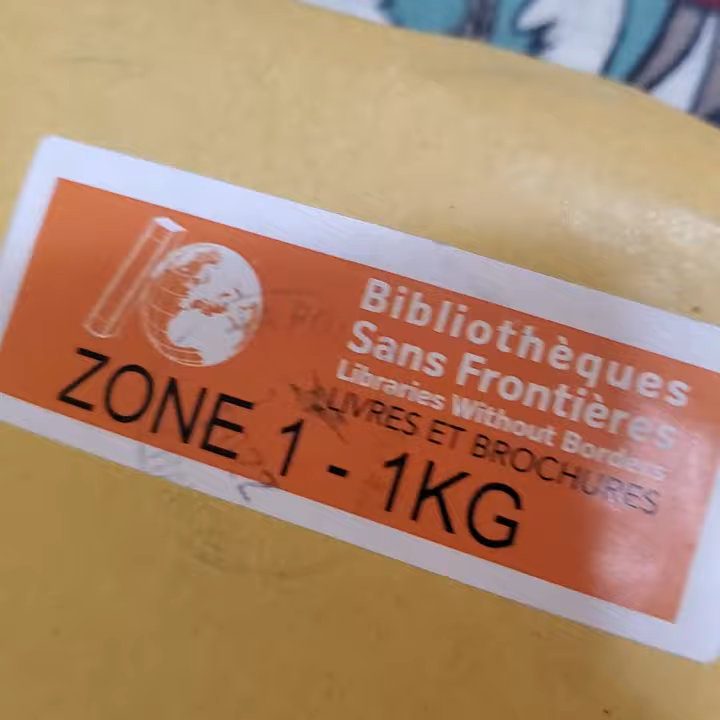 Bibliothèques
Sans Frontières
Libraries Without Borders
LIVRES ET BROCHURES
ZONE 1 - 1KG